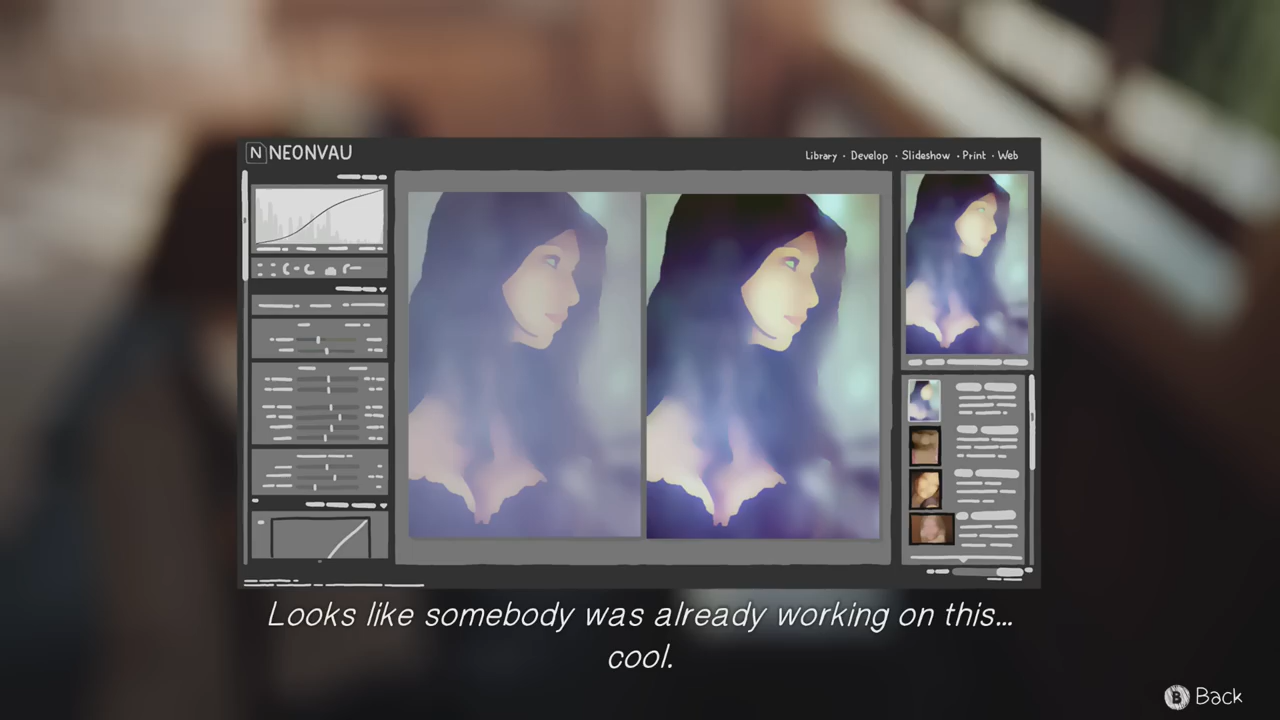 N NEONVAU
Library · Develop · Slideshow · Print · Web
Looks like somebody was already working on this...
cool.
B Back